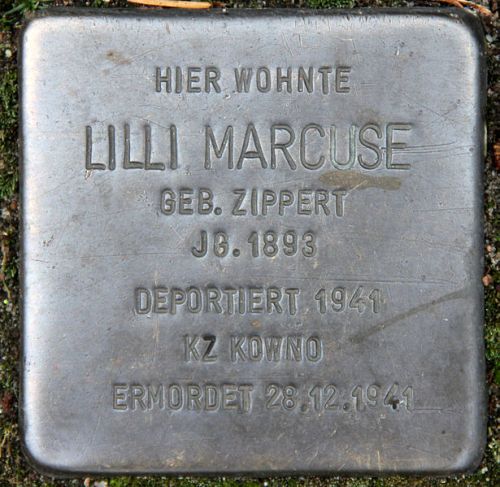 HIER WOHNTE
LILLI MARCUSE
GEB. ZIPPERT
JG. 1893
DEPORTIERT 1941
KZ KOWNO
ERMORDET 28.12.1941